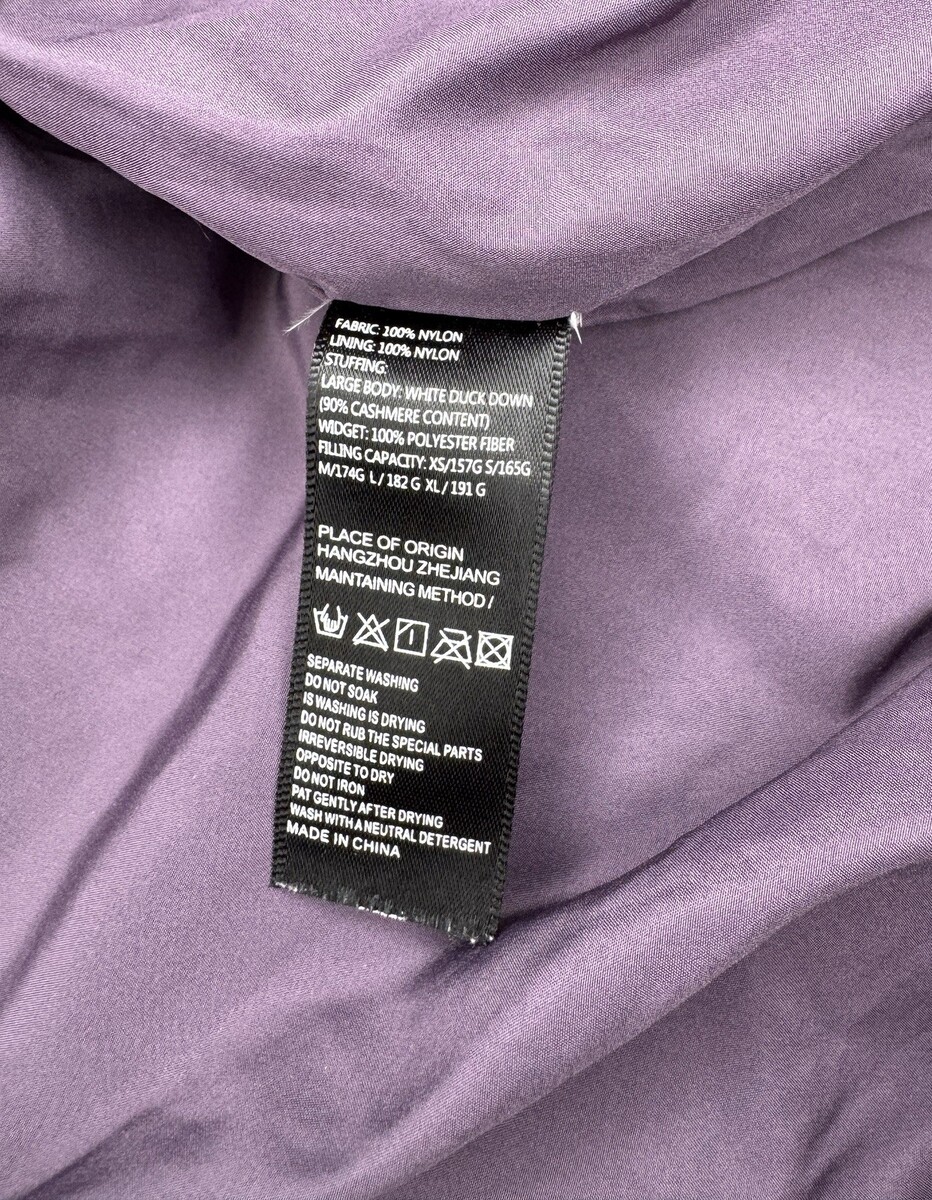 FABRIC: 100% NYLON
LINING: 100% NYLON
STUFFING:
LARGE BODY: WHITE DUCK DOWN
(90% CASHMERE CONTENT)
WIDGET: 100% POLYESTER FIBER
FILLING CAPACITY: XS/157G S/165G
M/174G L/182 G XL/191 G
PLACE OF ORIGIN
HANGZHOU ZHEJIANG
MAINTAINING METHOD /
SEPARATE WASHING
DO NOT SOAK
IS WASHING IS DRYING
DO NOT RUB THE SPECIAL PARTS
IRREVERSIBLE DRYING
OPPOSITE TO DRY
DO NOT IRON
PAT GENTLY AFTER DRYING
WASH WITH A NEUTRAL DETERGENT
MADE IN CHINA